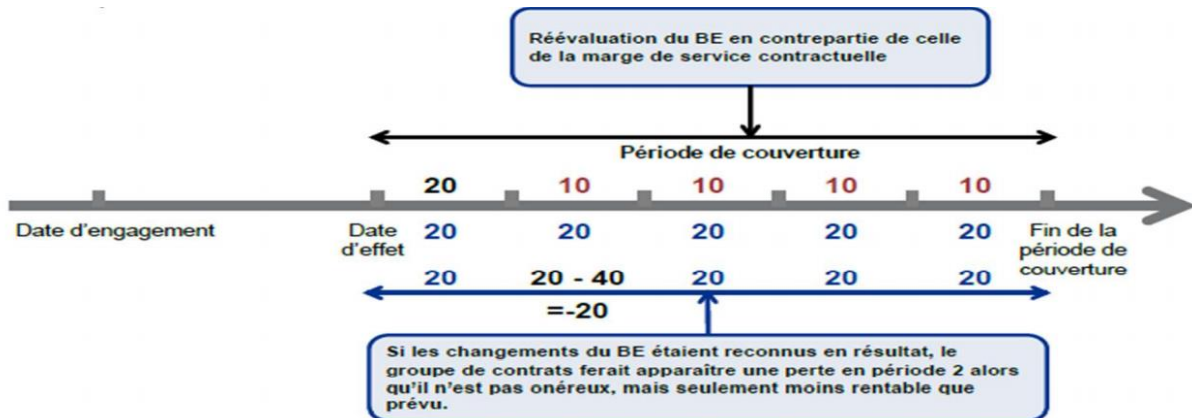 Réévaluation du BE en contrepartie de celle
de la marge de service contractuelle
Période de couverture
20 10 10 10 10
Date d'engagement
Date
d'effet
20 20 20 20 20
Fin de la
période de
couverture
20 20 - 40 20 20 20
=-20
Si les changements du BE étaient reconnus en résultat, le
groupe de contrats ferait apparaître une perte en période 2 alors
qu'il n'est pas onéreux, mais seulement moins rentable que
prévu.